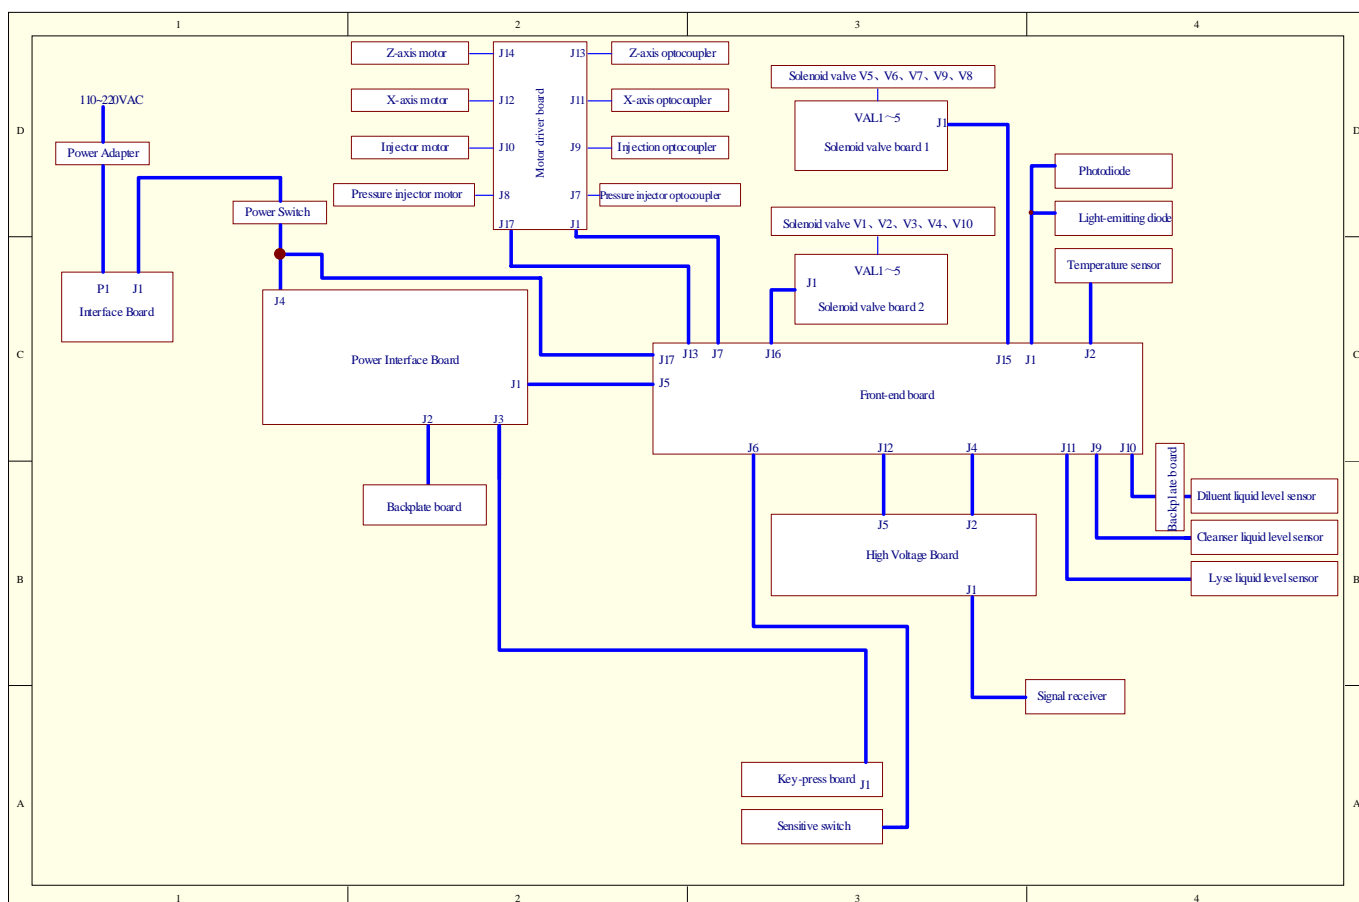 1 2 3 4
Z-axis motor J14 J13 Z-axis optocoupler
Solenoid valve V5、V6、V7、V9、V8
110~220VAC
X-axis motor J12 J11 X-axis optocoupler
VAL1～5
J1
D D
Motor driver board
Power Adapter
Injector motor J10 J9 Injection optocoupler
Solenoid valve board 1
Photodiode
Pressure injector motor J8 J7 Pressure injector optocoupler
Power Switch
J17 J1
Solenoid valve V1、V2、V3、V4、V10
Light-emitting diode
VAL1～5
Temperature sensor
P1 J1
J1
Interface Board
J4
Solenoid valve board 2
C C
Power Interface Board
J17 J13 J7 J16 J15 J1 J2
J1 J5
Front-end board
J2 J3
J6 J12 J4 J11 J9 J10
Backplate board
Backplate board
Diluent liquid level sensor
J5 J2
Cleanser liquid level sensor
High Voltage Board
B B
Lyse liquid level sensor
J1
Signal receiver
Key-press board J1
A A
Sensitive switch
1 2 3 4